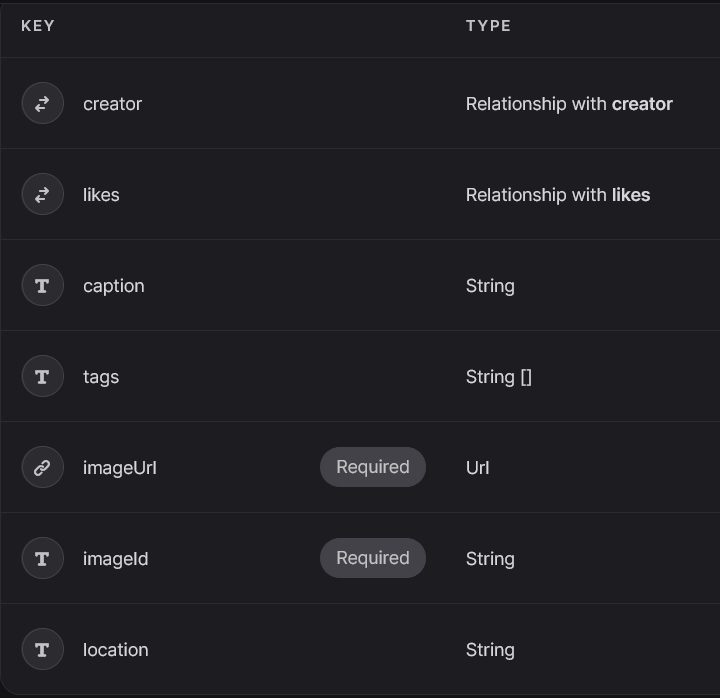 KEY TYPE
creator Relationship with creator
likes Relationship with likes
caption String
tags String []
imageUrl Required Url
imageId Required String
location String